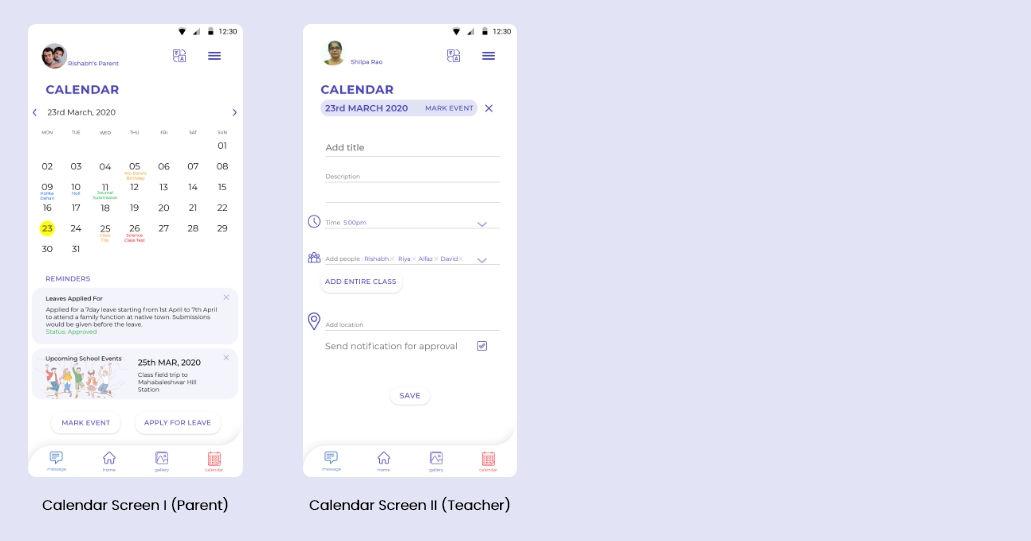 12:30
Rishabh's Parent
CALENDAR
23rd March, 2020
MON TUE WED THU FRI SAT SUN
01
02 03 04 05 06 07 08
Birthday
09 10 11 12 13 14 15
Holi
Journal
Submission
16 17 18 19 20 21 22
23 24 25 26 27 28 29
Class Trip
Science
Class Test
30 31
REMINDERS
Leaves Applied For
Applied for a 7day leave starting from 1st April to 7th April
to attend a family function at native town. Submissions
would be given before the leave.
Status: Approved
Upcoming School Events
25th MAR, 2020
Class field trip to
Mahabaleshwar Hill
Station
MARK EVENT
APPLY FOR LEAVE
message home gallery calendar
Calendar Screen I (Parent)
12:30
Shilpa Rao
CALENDAR
23rd MARCH 2020 MARK EVENT
Add title
Description
Time 5:00pm
Add people : Rishabh Riya Alfaz David
ADD ENTIRE CLASS
Add location
Send notification for approval
SAVE
message home gallery calendar
Calendar Screen II (Teacher)